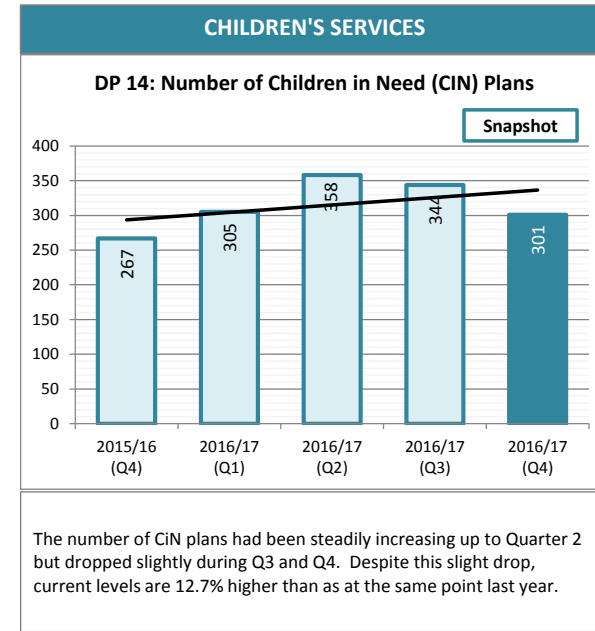 CHILDREN'S SERVICES
DP 14: Number of Children in Need (CIN) Plans
Snapshot
400
350
300
250
200
150
100
50
0
267
305
358
344
301
2015/16
(Q4)
2016/17
(Q1)
2016/17
(Q2)
2016/17
(Q3)
2016/17
(Q4)
The number of CiN plans had been steadily increasing up to Quarter 2
but dropped slightly during Q3 and Q4.  Despite this slight drop,
current levels are 12.7% higher than as at the same point last year.